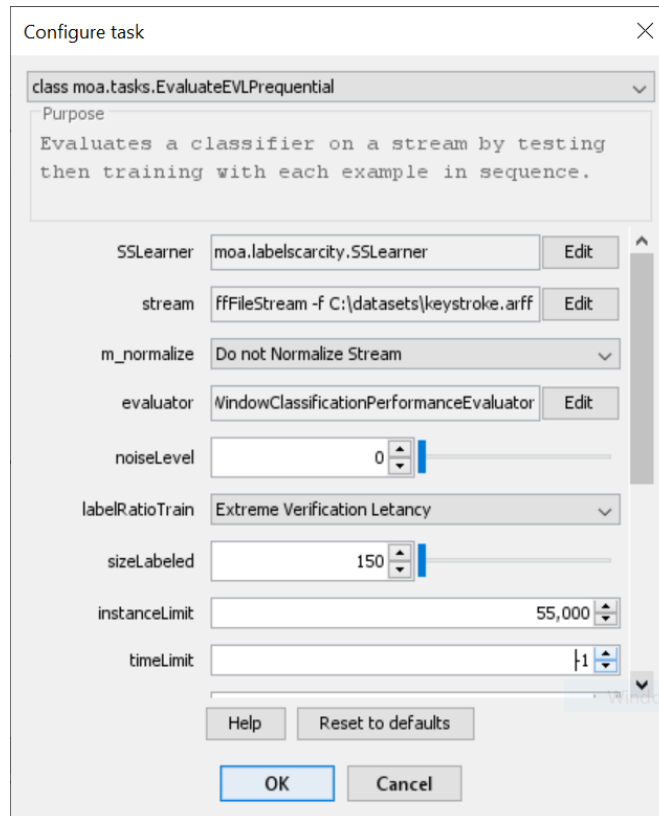 Configure task
class moa.tasks.EvaluateEVLPrequential
Purpose
Evaluates a classifier on a stream by testing
then training with each example in sequence.
SSLearner moa.labelscarcity.SSLearner Edit
stream ffFileStream -f C:\datasets\keystroke.arff Edit
m_normalize Do not Normalize Stream
evaluator WindowClassificationPerformanceEvaluator Edit
noiseLevel 0
labelRatioTrain Extreme Verification Letancy
sizeLabeled 150
instanceLimit 55,000
timeLimit -1
Help Reset to defaults
OK Cancel